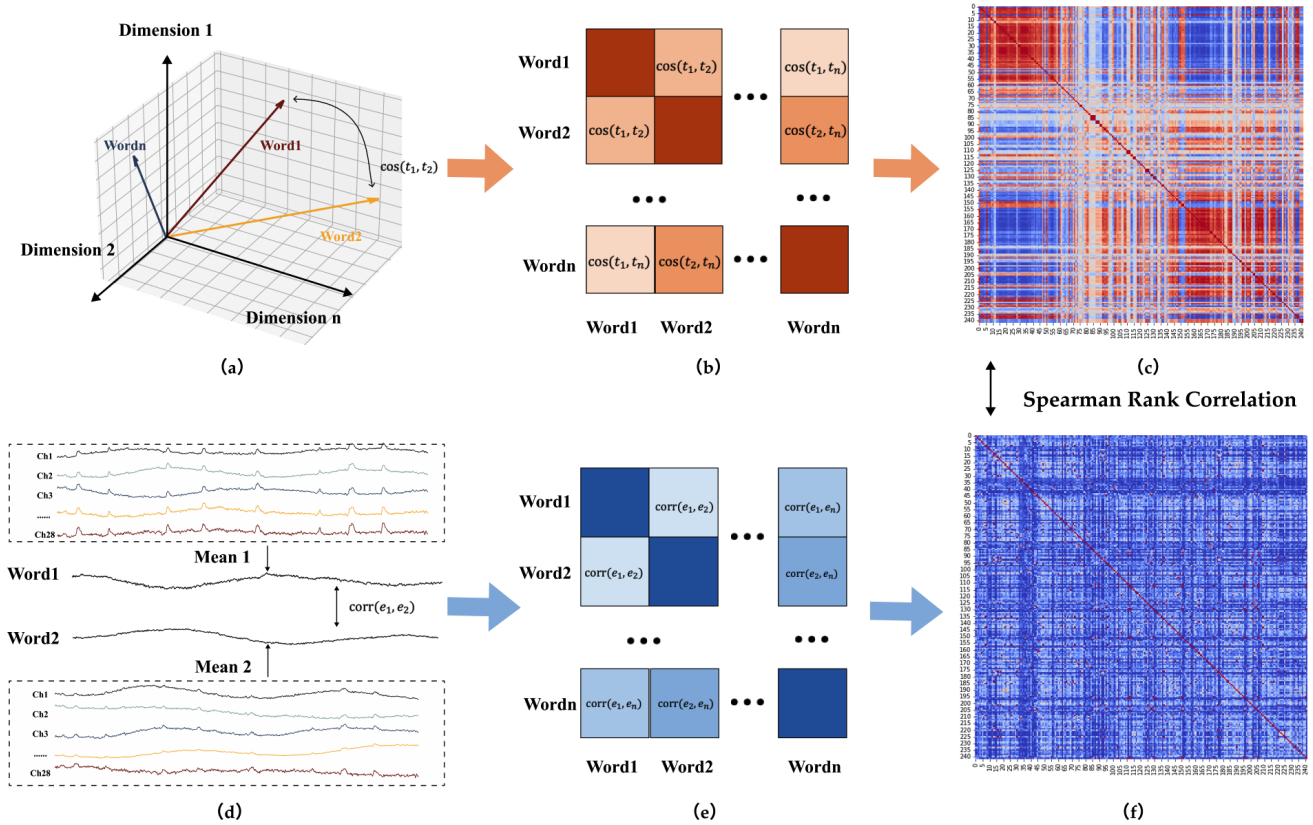 Dimension 1
Wordn
Word1
cos(t₁, t₂)
Word2
Dimension 2
Dimension n
(a)
Word1
cos(t₁, t₂)
cos(t₁, tₙ)
Word2
cos(t₁, t₂)
cos(t₂, tₙ)
Wordn
cos(t₁, tₙ)
cos(t₂, tₙ)
Word1
Word2
Wordn
(b)
(c)
Spearman Rank Correlation
Ch1
Ch2
Ch3
......
Ch28
Mean 1
Word1
corr(e₁, e₂)
Word2
Mean 2
Ch1
Ch2
Ch3
......
Ch28
(d)
Word1
corr(e₁, e₂)
corr(e₁, eₙ)
Word2
corr(e₁, e₂)
corr(e₂, eₙ)
Wordn
corr(e₁, eₙ)
corr(e₂, eₙ)
Word1
Word2
Wordn
(e)
(f)